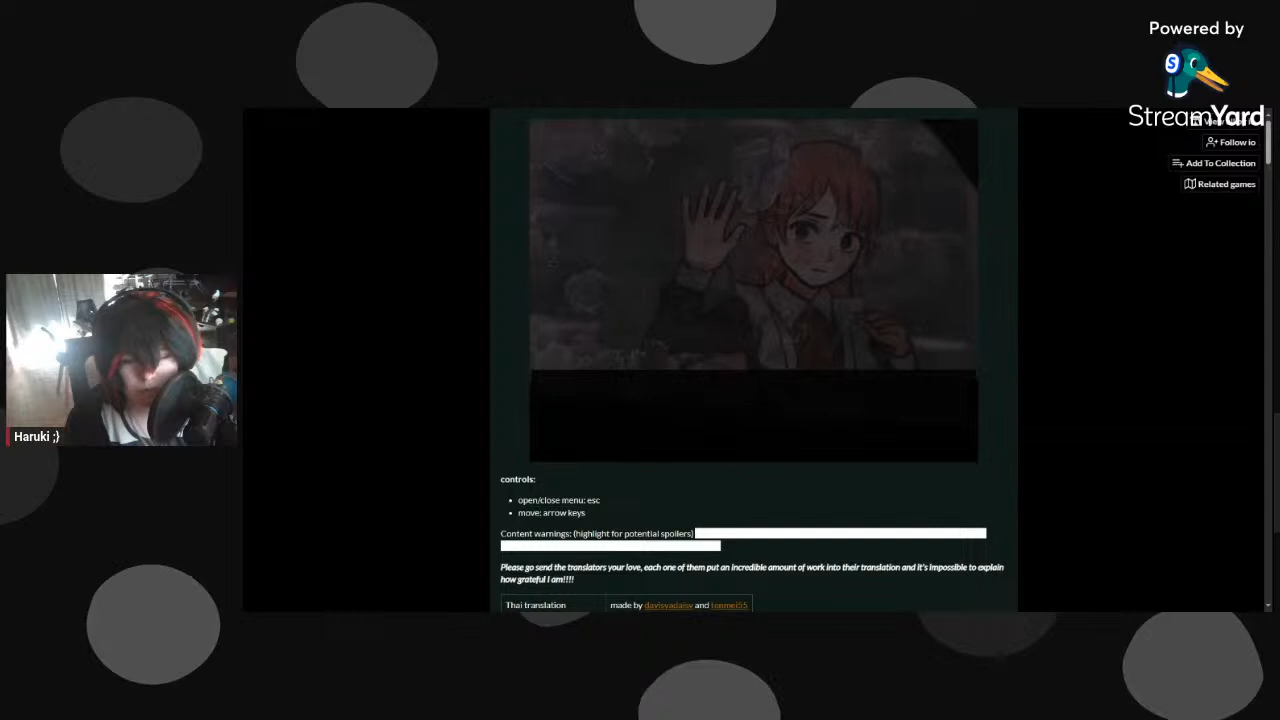 Powered by
StreamYard
Follow io
Add To Collection
Related games
Haruki ;}
controls:
open/close menu: esc
move: arrow keys
Content warnings: (highlight for potential spoilers)
Please go send the translators your love, each one of them put an incredible amount of work into their translation and it's impossible to explain
how grateful I am!!!!
Thai translation made by davisyadaisy and